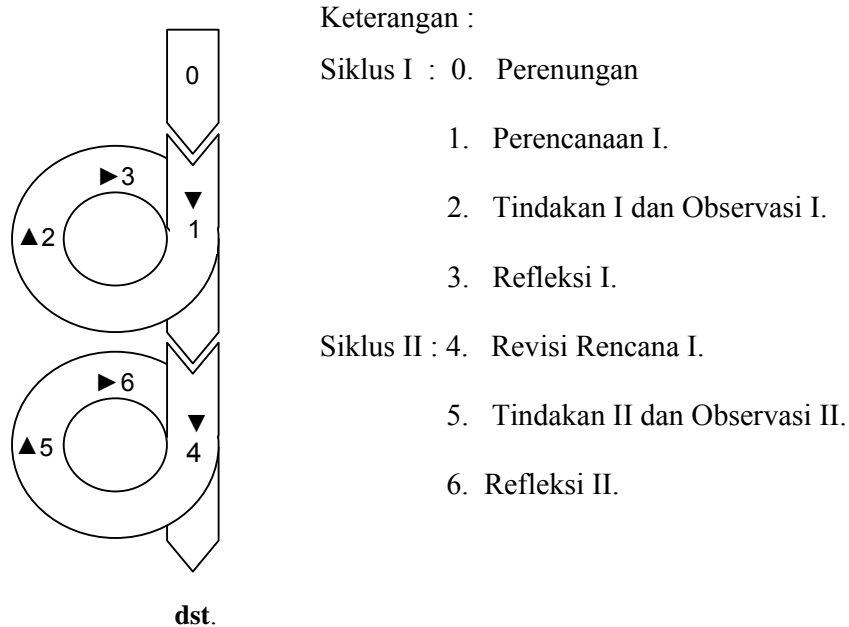 Keterangan :
0
Siklus I : 0. Perenungan
1. Perencanaan I.
▶3
▼
1
2. Tindakan I dan Observasi I.
▲2
3. Refleksi I.
Siklus II : 4. Revisi Rencana I.
▶6
▼
4
5. Tindakan II dan Observasi II.
▲5
6. Refleksi II.
dst.